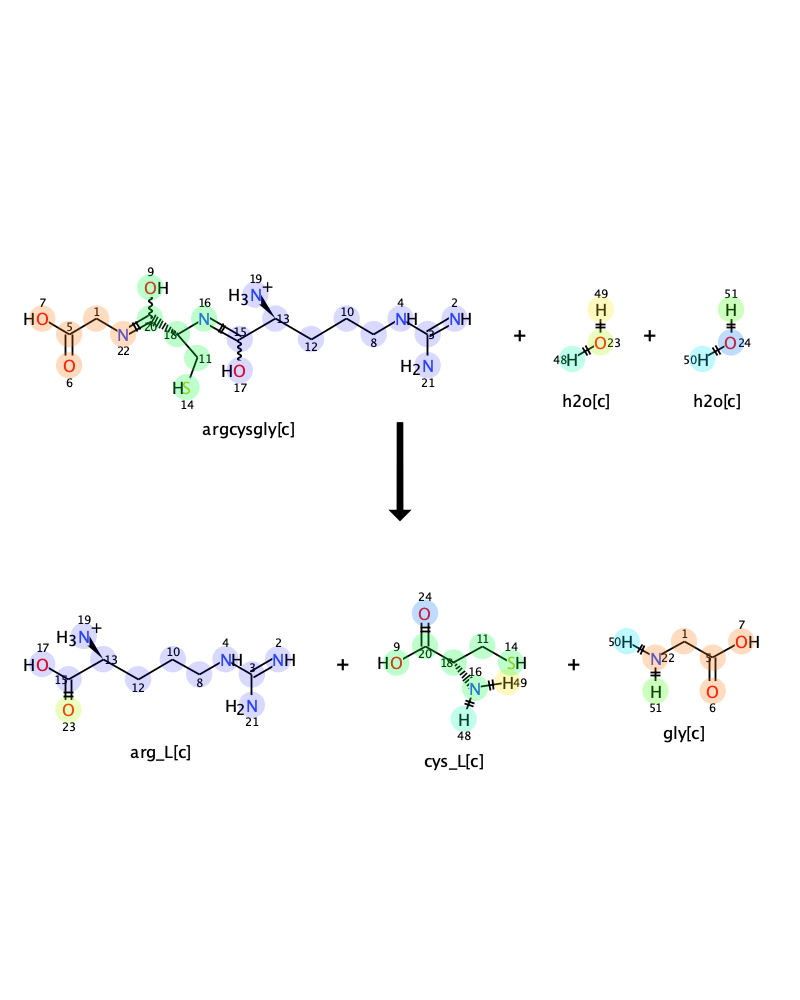 9
OH
19
H3N+
7
HO
1
16
N
10
4
NH
2
NH
49
H
51
H
5
20
18
15
13
3
N
22
12
8
+
48H
O23
+
50H
O24
O
6
11
HO
17
H2N
21
HS
14
h2o[c]
h2o[c]
argcysgly[c]
24
O
19
H3N+
17
HO
10
4
NH
2
NH
9
HO
11
14
SH
50H
1
7
OH
13
20
18
N22
5
15
12
8
3
+
16
N
H49
+
O
23
H2N
21
H
48
H
51
O
6
arg_L[c]
cys_L[c]
gly[c]